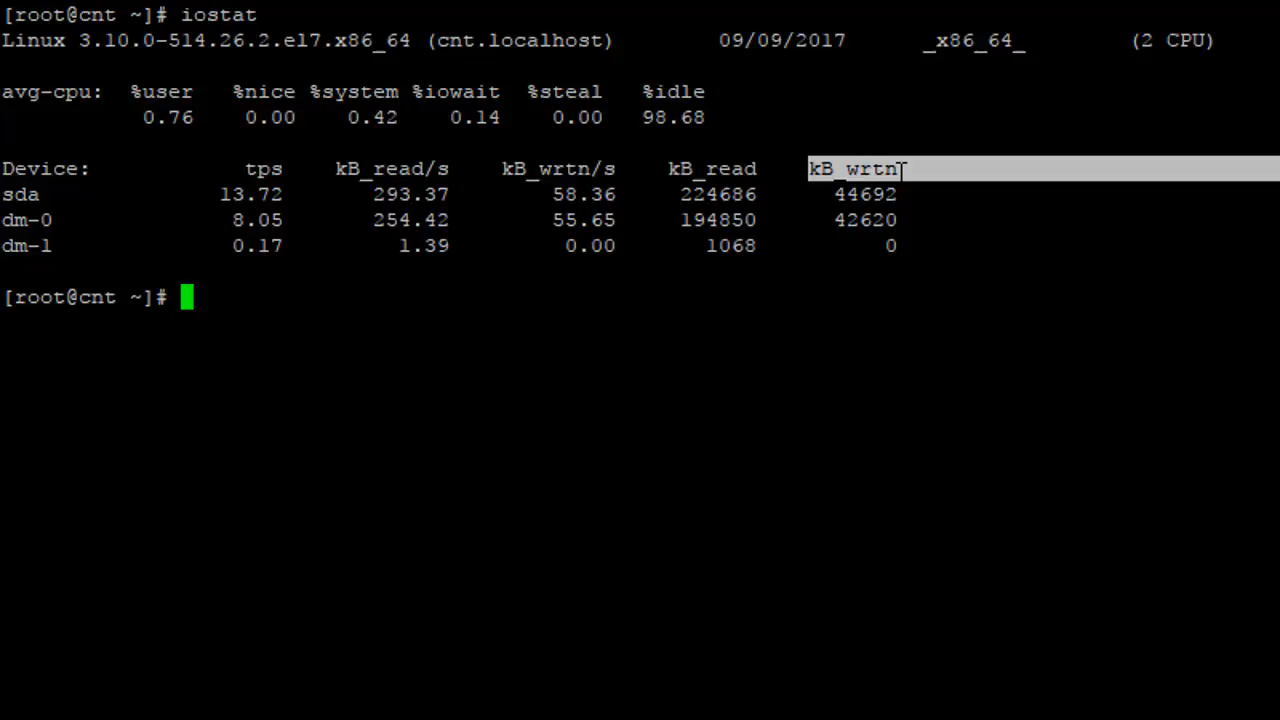 [root@cnt ~]# iostat
Linux 3.10.0-514.26.2.el7.x86_64 (cnt.localhost) 09/09/2017 _x86_64_ (2 CPU)
avg-cpu: %user %nice %system %iowait %steal %idle
0.76 0.00 0.42 0.14 0.00 98.68
Device: tps kB_read/s kB_wrtn/s kB_read kB_wrtn
sda 13.72 293.37 58.36 224686 44692
dm-0 8.05 254.42 55.65 194850 42620
dm-1 0.17 1.39 0.00 1068 0
[root@cnt ~]#